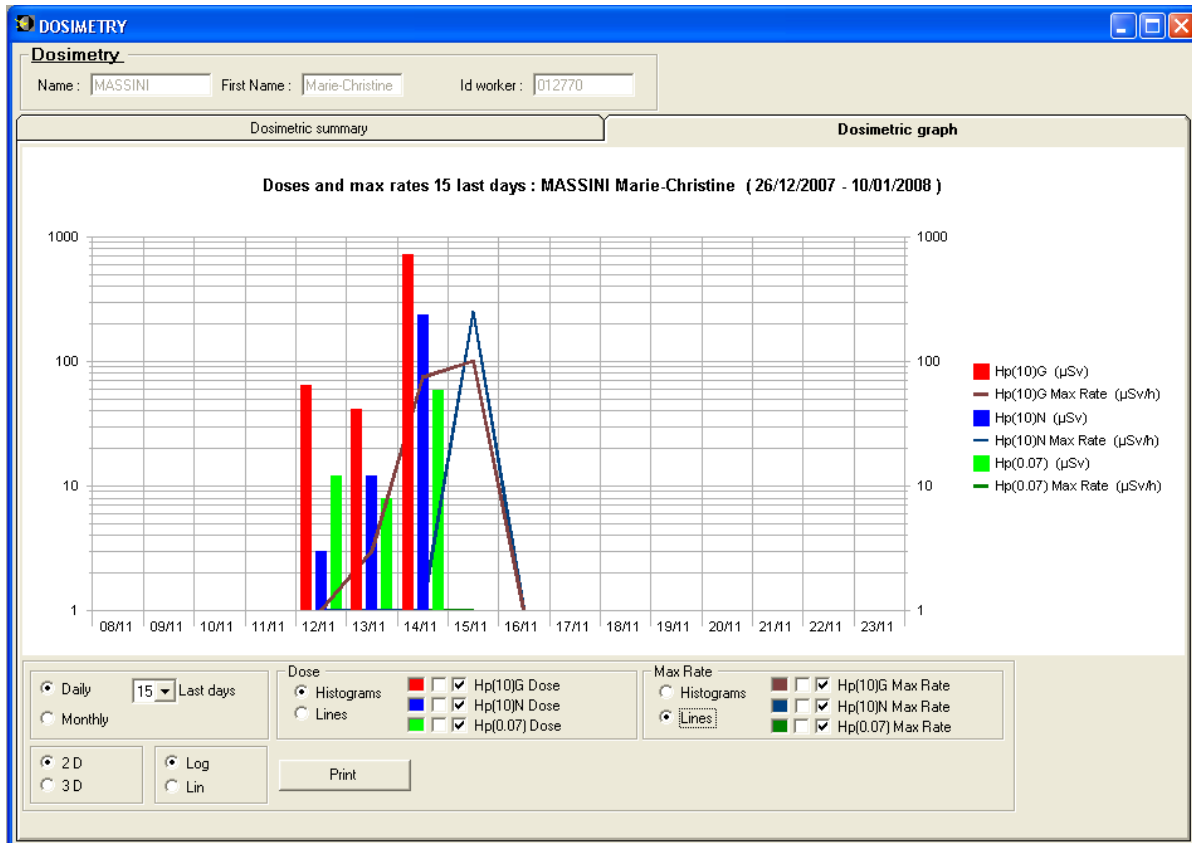 DOSIMETRY
Dosimetry
Name : MASSINI First Name : Marie-Christine Id worker : 012770
Dosimetric summary Dosimetric graph
Doses and max rates 15 last days : MASSINI Marie-Christine ( 26/12/2007 - 10/01/2008 )
1000 1000
100 100
10 10
1 1
08/11 09/11 10/11 11/11 12/11 13/11 14/11 15/11 16/11 17/11 18/11 19/11 20/11 21/11 22/11 23/11
Hp(10)G (µSv)
Hp(10)G Max Rate (µSv/h)
Hp(10)N (µSv)
Hp(10)N Max Rate (µSv/h)
Hp(0.07) (µSv)
Hp(0.07) Max Rate (µSv/h)
Daily 15 Last days
Monthly
Dose
Histograms
Lines
Hp(10)G Dose
Hp(10)N Dose
Hp(0.07) Dose
Max Rate
Histograms
Lines
Hp(10)G Max Rate
Hp(10)N Max Rate
Hp(0.07) Max Rate
2 D
3 D
Log
Lin
Print